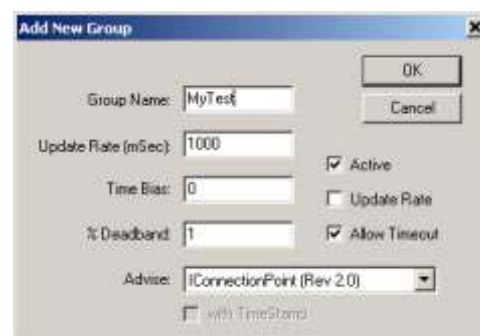 Add New Group
OK
Group Name: MyTest
Cancel
Update Rate (mSec): 1000
Active
Time Bias: 0
Update Rate
% Deadband: 1
Allow Timeout
Advise: IConnectionPoint (Rev 2.0)
with TimeStamp